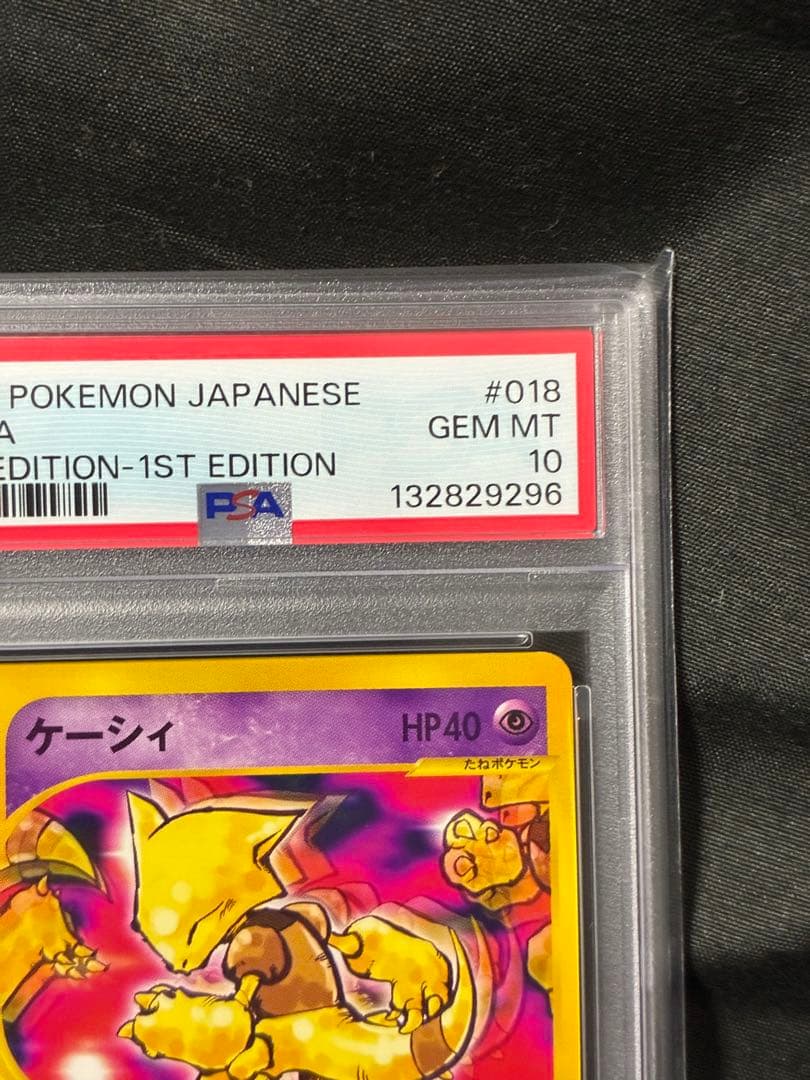 POKEMON JAPANESE #018
A GEM MT
EDITION-1ST EDITION 10
PSA 132829296
ケーシィ HP40
たねポケモン